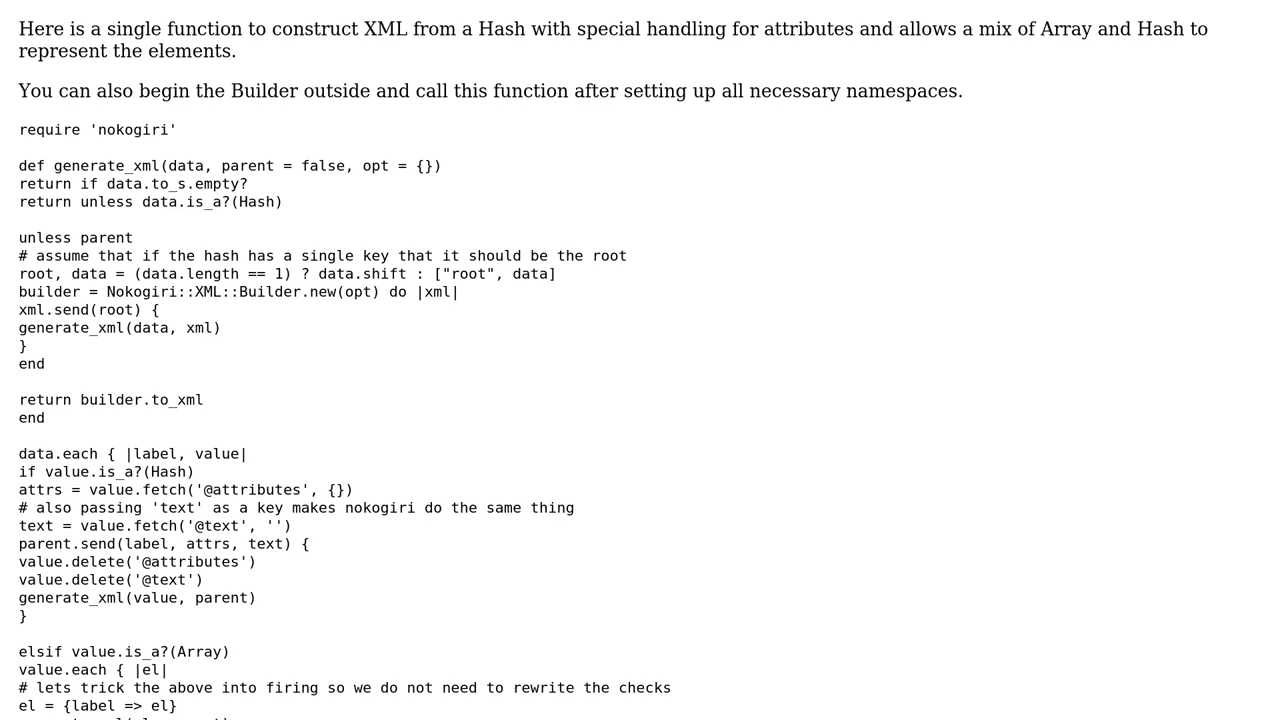 Here is a single function to construct XML from a Hash with special handling for attributes and allows a mix of Array and Hash to
represent the elements.
You can also begin the Builder outside and call this function after setting up all necessary namespaces.
require 'nokogiri'
def generate_xml(data, parent = false, opt = {})
return if data.to_s.empty?
return unless data.is_a?(Hash)
unless parent
# assume that if the hash has a single key that it should be the root
root, data = (data.length == 1) ? data.shift : ["root", data]
builder = Nokogiri::XML::Builder.new(opt) do |xml|
xml.send(root) {
generate_xml(data, xml)
}
end
return builder.to_xml
end
data.each { |label, value|
if value.is_a?(Hash)
attrs = value.fetch('@attributes', {})
# also passing 'text' as a key makes nokogiri do the same thing
text = value.fetch('@text', '')
parent.send(label, attrs, text) {
value.delete('@attributes')
value.delete('@text')
generate_xml(value, parent)
}
elsif value.is_a?(Array)
value.each { |el|
# lets trick the above into firing so we do not need to rewrite the checks
el = {label => el}